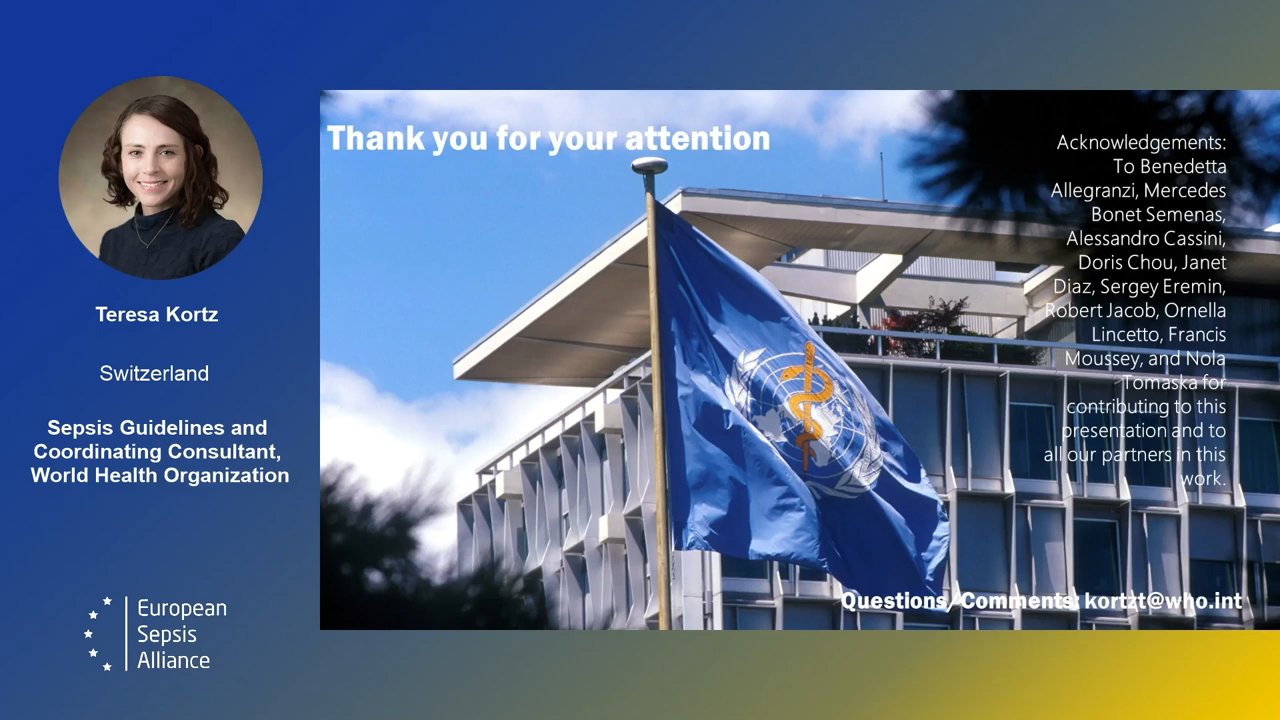 Teresa Kortz
Switzerland
Sepsis Guidelines and
Coordinating Consultant,
World Health Organization
European
Sepsis
Alliance
Thank you for your attention
Acknowledgements:
To Benedetta
Allegranzi, Mercedes
Bonet Semenas,
Alessandro Cassini,
Doris Chou, Janet
Diaz, Sergey Eremin,
Robert Jacob, Ornella
Lincetto, Francis
Moussey, and Nola
Tomaska for
contributing to this
presentation and to
all our partners in this
work.
Questions/Comments: kortzt@who.int